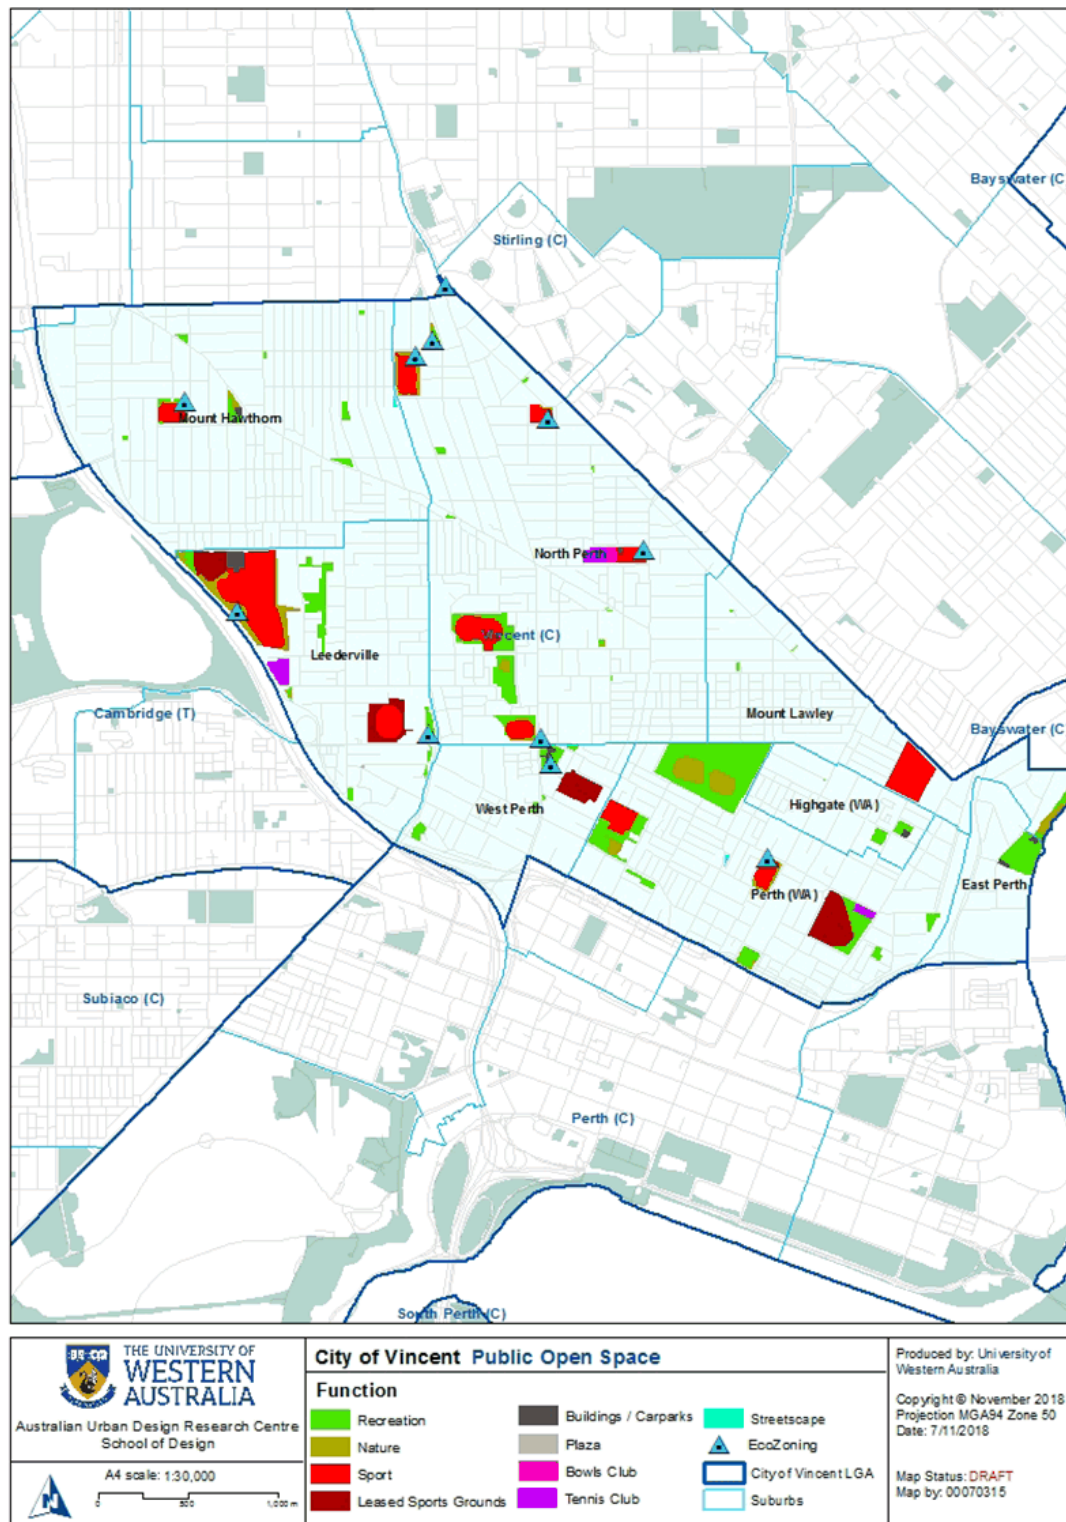 Bayswater (C
Stirling (C)
Mount Hawthorn
North Perth
Vincent (C)
Leederville
Cambridge (T)
Mount Lawley
Bayswater (C
West Perth
Highgate (WA)
East Perth
Perth (WA)
Subiaco (C)
Perth (C)
South Perth (C)
THE UNIVERSITY OF
WESTERN
AUSTRALIA
Australian Urban Design Research Centre
School of Design
N
A4 scale: 1:30,000
0 500 1,000 m
City of Vincent Public Open Space
Function
Recreation
Nature
Sport
Leased Sports Grounds
Buildings / Carparks
Plaza
Bowls Club
Tennis Club
Streetscape
EcoZoning
City of Vincent LGA
Suburbs
Produced by: University of
Western Australia
Copyright © November 2018
Projection MGA94 Zone 50
Date: 7/11/2018
Map Status: DRAFT
Map by: 00070315